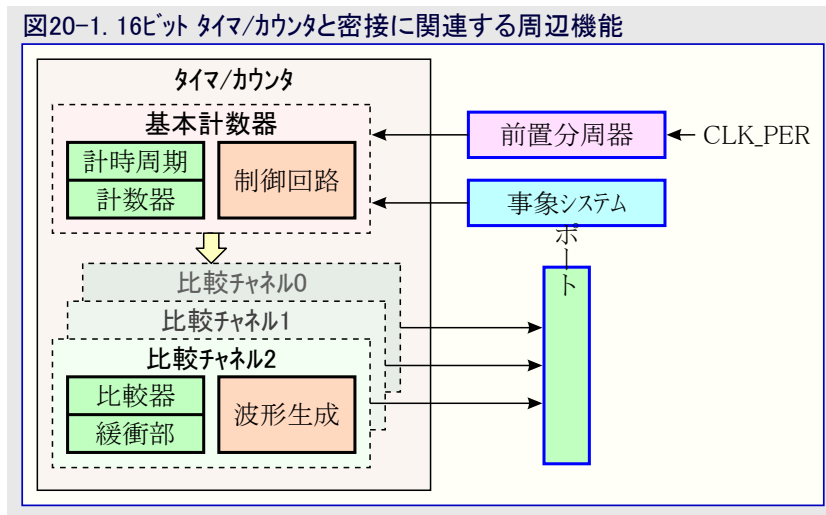 図20-1. 16ビット タイマ/カウンタと密接に関連する周辺機能
タイマ/カウンタ
基本計数器
計時周期
計数器
制御回路
前置分周器
CLK_PER
事象システム
ポート
比較チャネル0
比較チャネル1
比較チャネル2
比較器
緩衝部
波形生成